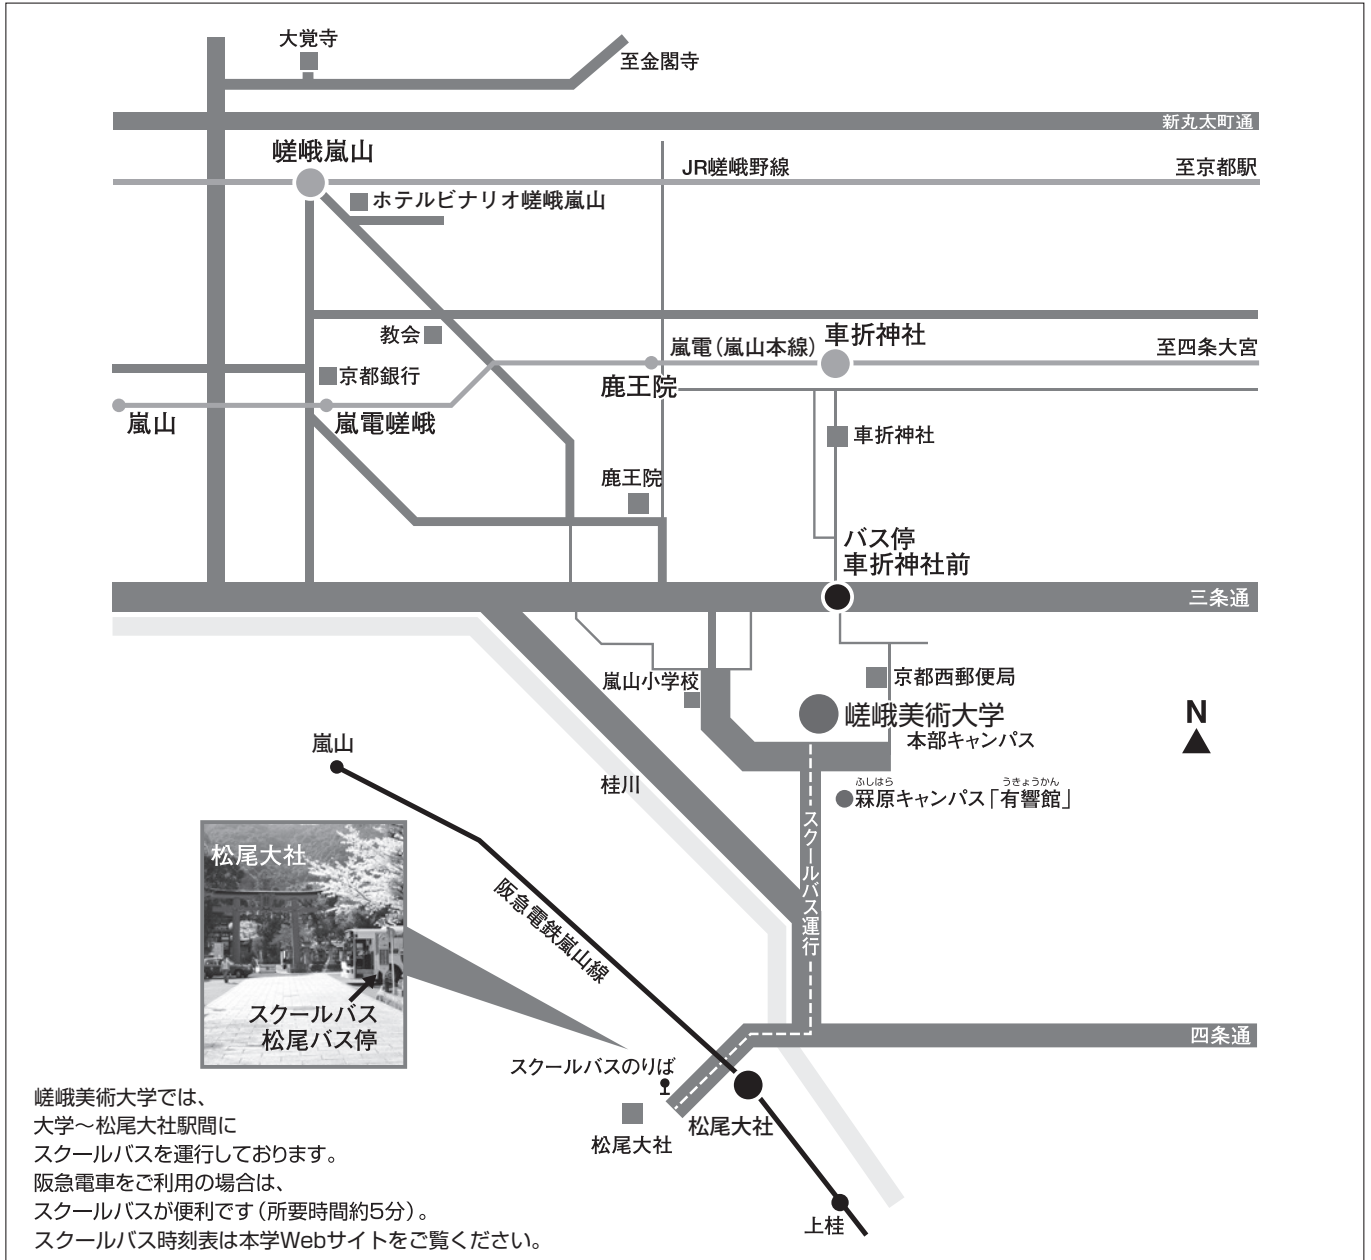 大覚寺
至金閣寺
新丸太町通
嵯峨嵐山
JR嵯峨野線
至京都駅
ホテルビナリオ嵯峨嵐山
教会
嵐電(嵐山本線)
車折神社
至四条大宮
京都銀行
鹿王院
嵐山
嵐電嵯峨
車折神社
鹿王院
バス停
車折神社前
三条通
嵐山小学校
京都西郵便局
嵯峨美術大学
本部キャンパス
N
嵐山
桂川
ふしはら
うきょうかん
罧原キャンパス「有響館」
スクールバス運行
松尾大社
阪急電鉄嵐山線
スクールバス
松尾バス停
四条通
スクールバスのりば
松尾大社
松尾大社
上桂
嵯峨美術大学では、
大学〜松尾大社駅間に
スクールバスを運行しております。
阪急電車をご利用の場合は、
スクールバスが便利です(所要時間約5分)。
スクールバス時刻表は本学Webサイトをご覧ください。